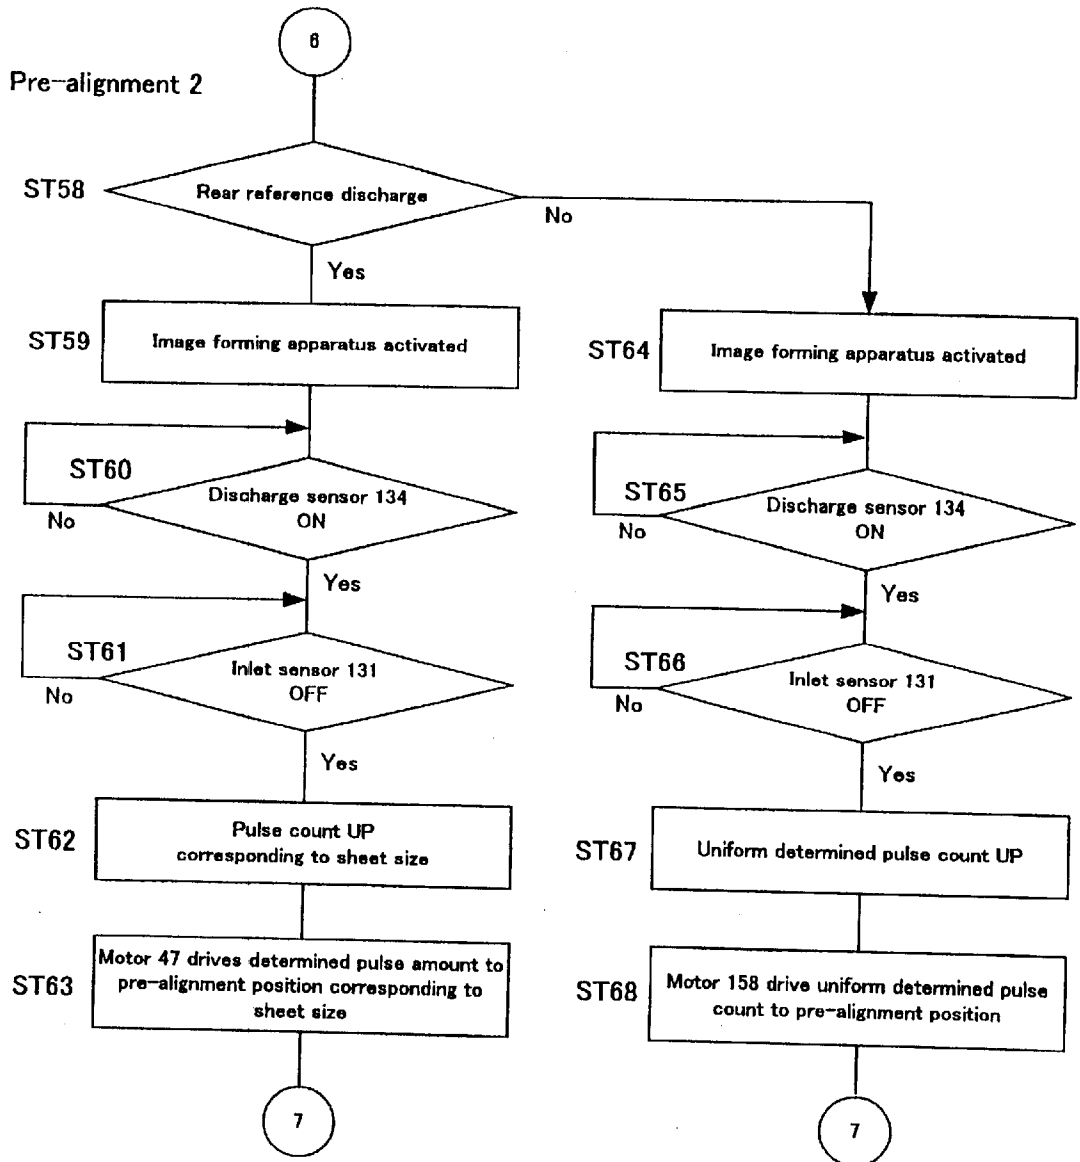 6
Pre-alignment 2
ST58
Rear reference discharge
No
Yes
ST59
Image forming apparatus activated
ST60
Discharge sensor 134
ON
No
Yes
ST61
Inlet sensor 131
OFF
No
Yes
ST62
Pulse count UP
corresponding to sheet size
ST63
Motor 47 drives determined pulse amount to
pre-alignment position corresponding to
sheet size
7
ST64
Image forming apparatus activated
ST65
Discharge sensor 134
ON
No
Yes
ST66
Inlet sensor 131
OFF
No
Yes
ST67
Uniform determined pulse count UP
ST68
Motor 158 drive uniform determined pulse
count to pre-alignment position
7